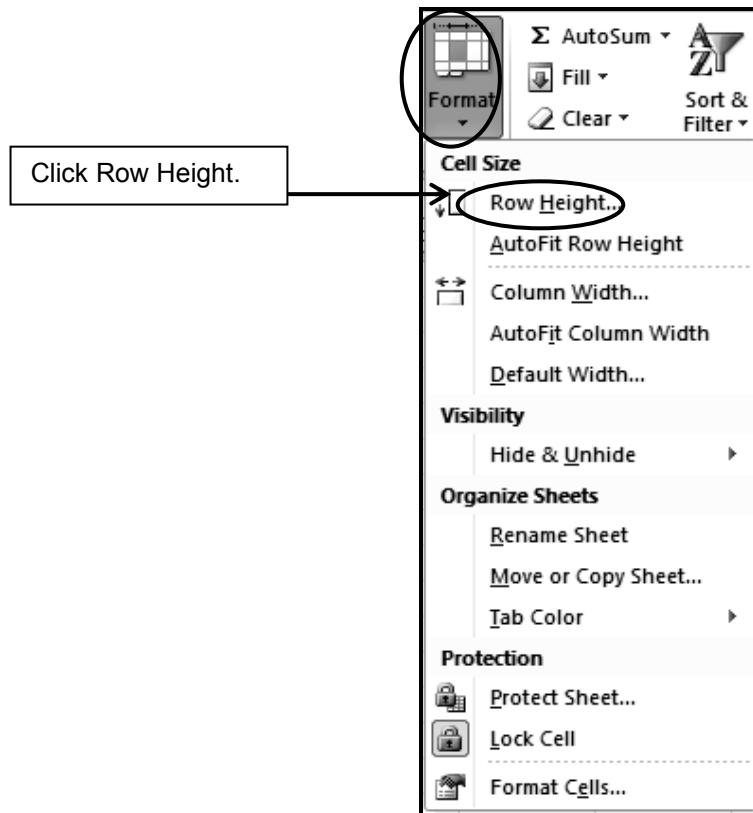 Σ AutoSum
Fill
Clear
Format
Sort &
Filter
Click Row Height.
Cell Size
Row Height...
AutoFit Row Height
Column Width...
AutoFit Column Width
Default Width...
Visibility
Hide & Unhide
Organize Sheets
Rename Sheet
Move or Copy Sheet...
Tab Color
Protection
Protect Sheet...
Lock Cell
Format Cells...